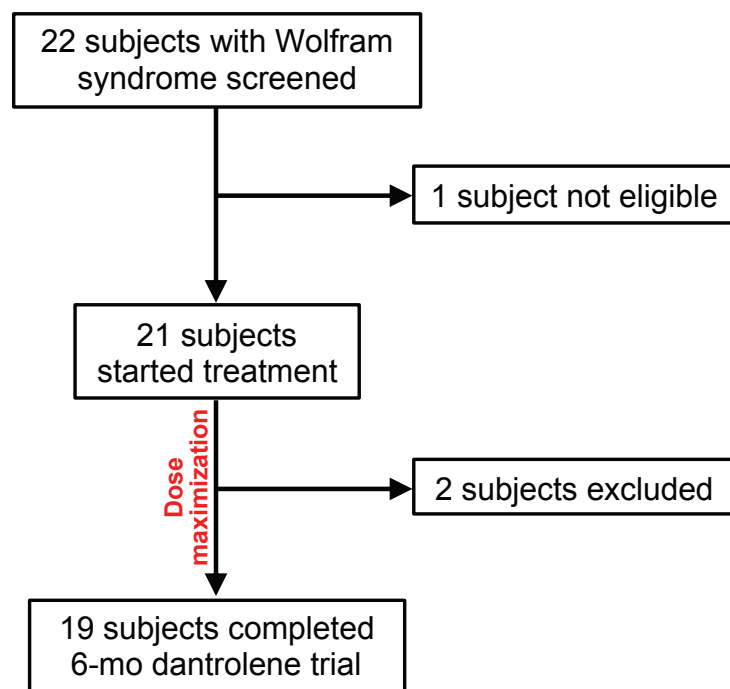 22 subjects with Wolfram
syndrome screened
1 subject not eligible
21 subjects
started treatment
Dose
maximization
2 subjects excluded
19 subjects completed
6-mo dantrolene trial